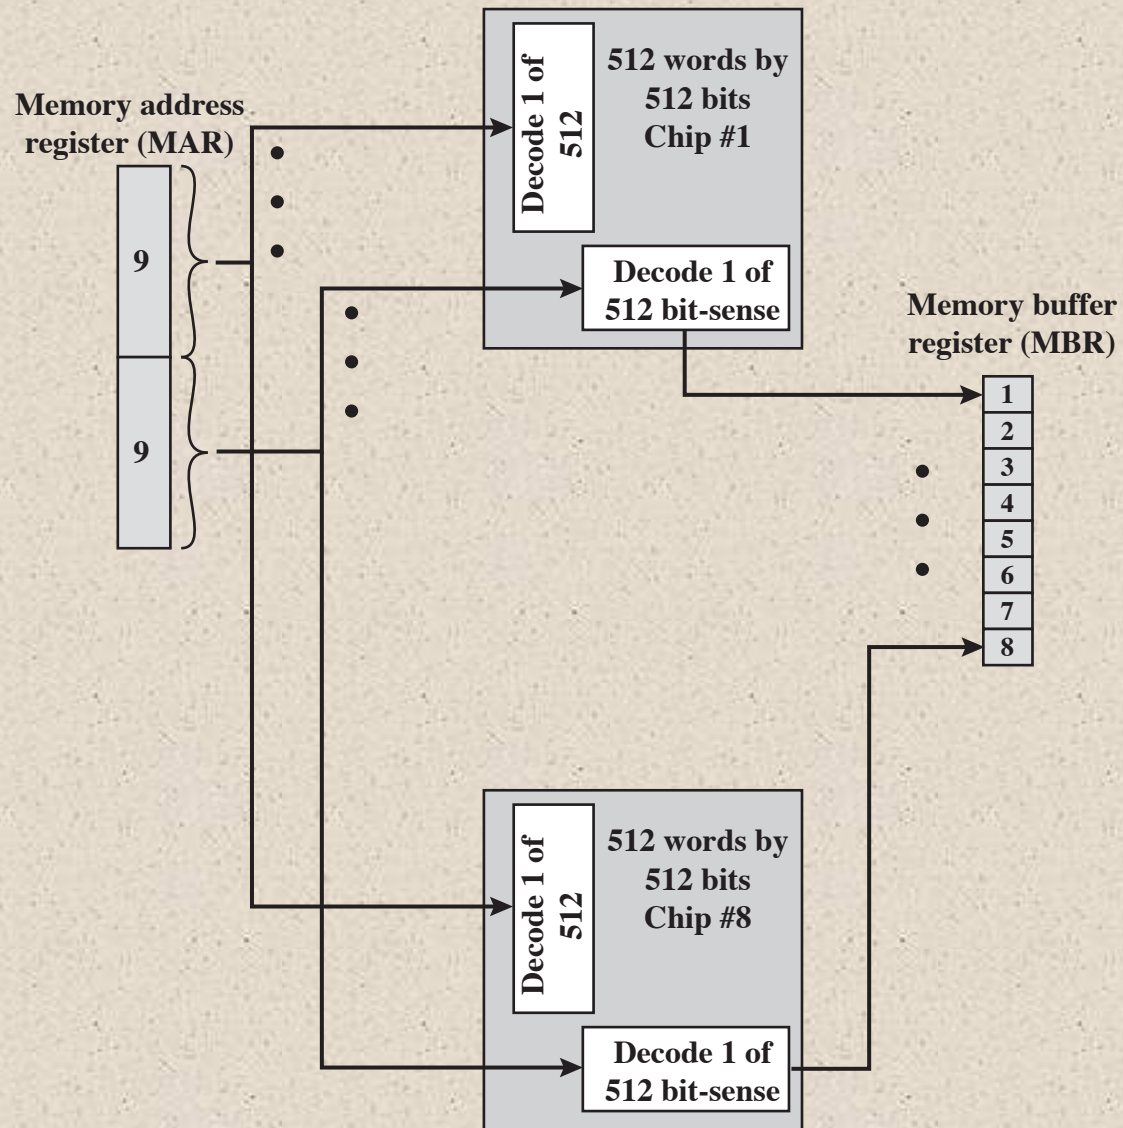 Memory address
register (MAR)
9
9
Decode 1 of
512
512 words by
512 bits
Chip #1
Decode 1 of
512 bit-sense
Memory buffer
register (MBR)
1
2
3
4
5
6
7
8
Decode 1 of
512
512 words by
512 bits
Chip #8
Decode 1 of
512 bit-sense